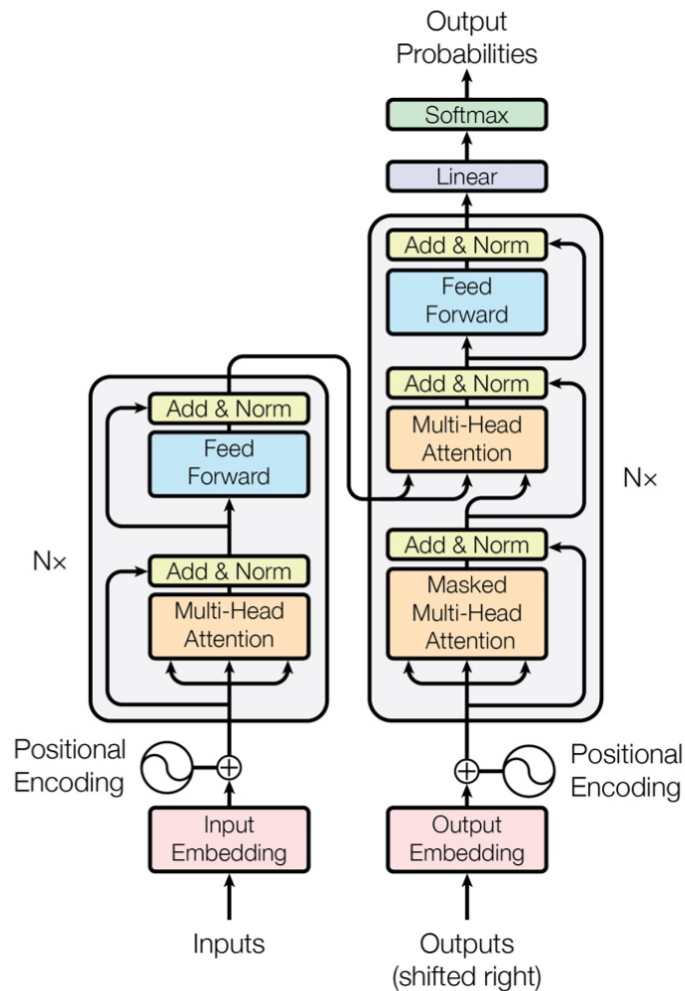 Output
Probabilities
Softmax
Linear
Add & Norm
Feed
Forward
Add & Norm
Multi-Head
Attention
N×
Add & Norm
Masked
Multi-Head
Attention
Add & Norm
Feed
Forward
N×
Add & Norm
Multi-Head
Attention
Positional
Encoding
Positional
Encoding
Input
Embedding
Output
Embedding
Inputs
Outputs
(shifted right)